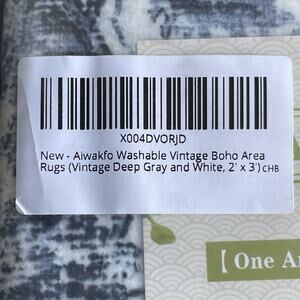 X004DVORJD
New - Aiwakfo Washable Vintage Boho Area
Rugs (Vintage Deep Gray and White, 2' x 3') CHB
【 One